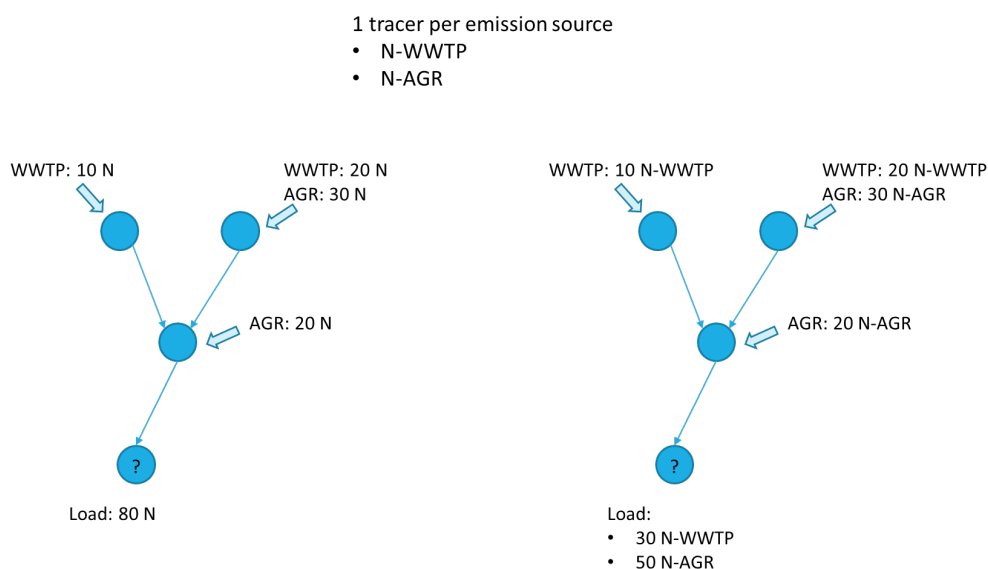 1 tracer per emission source
• N-WWTP
• N-AGR
WWTP: 10 N
WWTP: 20 N
AGR: 30 N
AGR: 20 N
?
Load: 80 N
WWTP: 10 N-WWTP
WWTP: 20 N-WWTP
AGR: 30 N-AGR
AGR: 20 N-AGR
?
Load:
• 30 N-WWTP
• 50 N-AGR